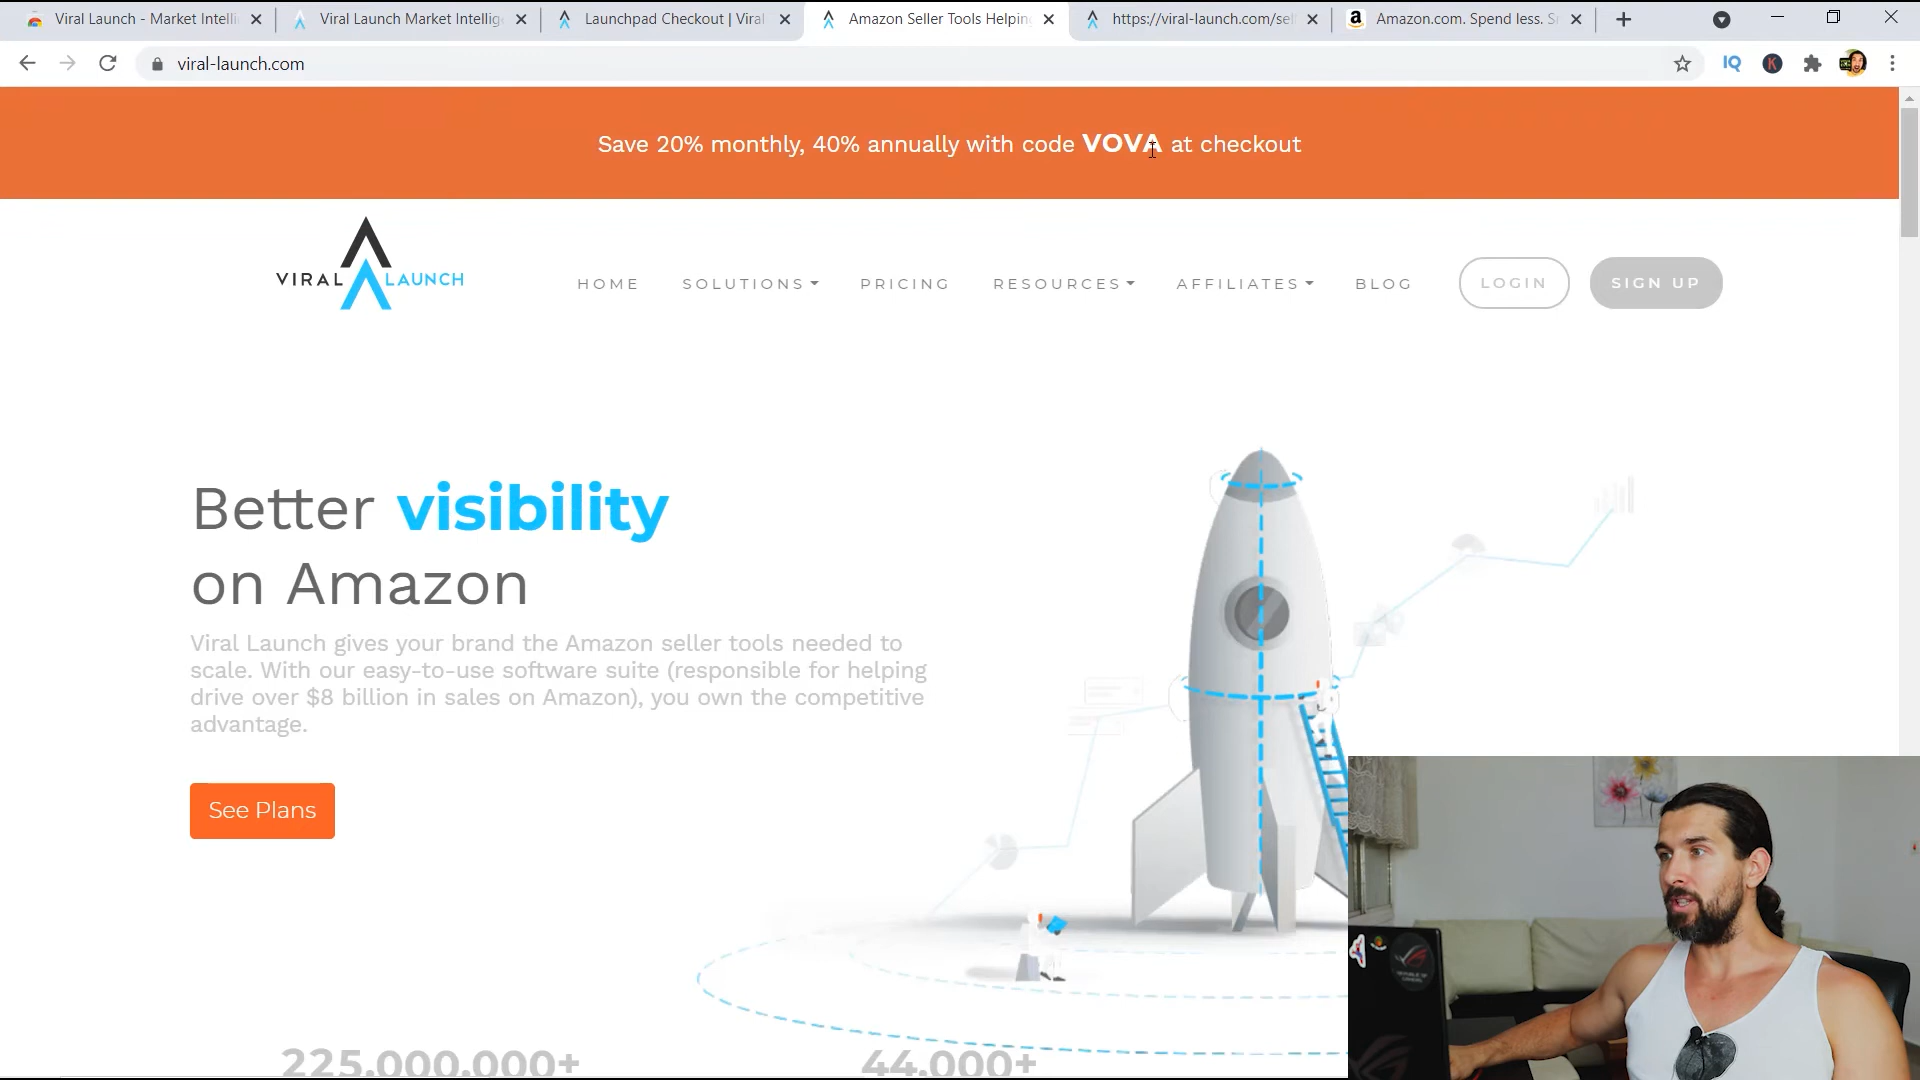 Viral Launch - Market Intelli
Viral Launch Market Intellig
Launchpad Checkout | Viral
Amazon Seller Tools Helping
https://viral-launch.com/sel
Amazon.com. Spend less. S
viral-launch.com
IQ
K
Save 20% monthly, 40% annually with code VOVA at checkout
VIRAL LAUNCH
HOME
SOLUTIONS
PRICING
RESOURCES
AFFILIATES
BLOG
LOGIN
SIGN UP
Better visibility
on Amazon
Viral Launch gives your brand the Amazon seller tools needed to
scale. With our easy-to-use software suite (responsible for helping
drive over $8 billion in sales on Amazon), you own the competitive
advantage.
See Plans
225,000,000+
44,000+